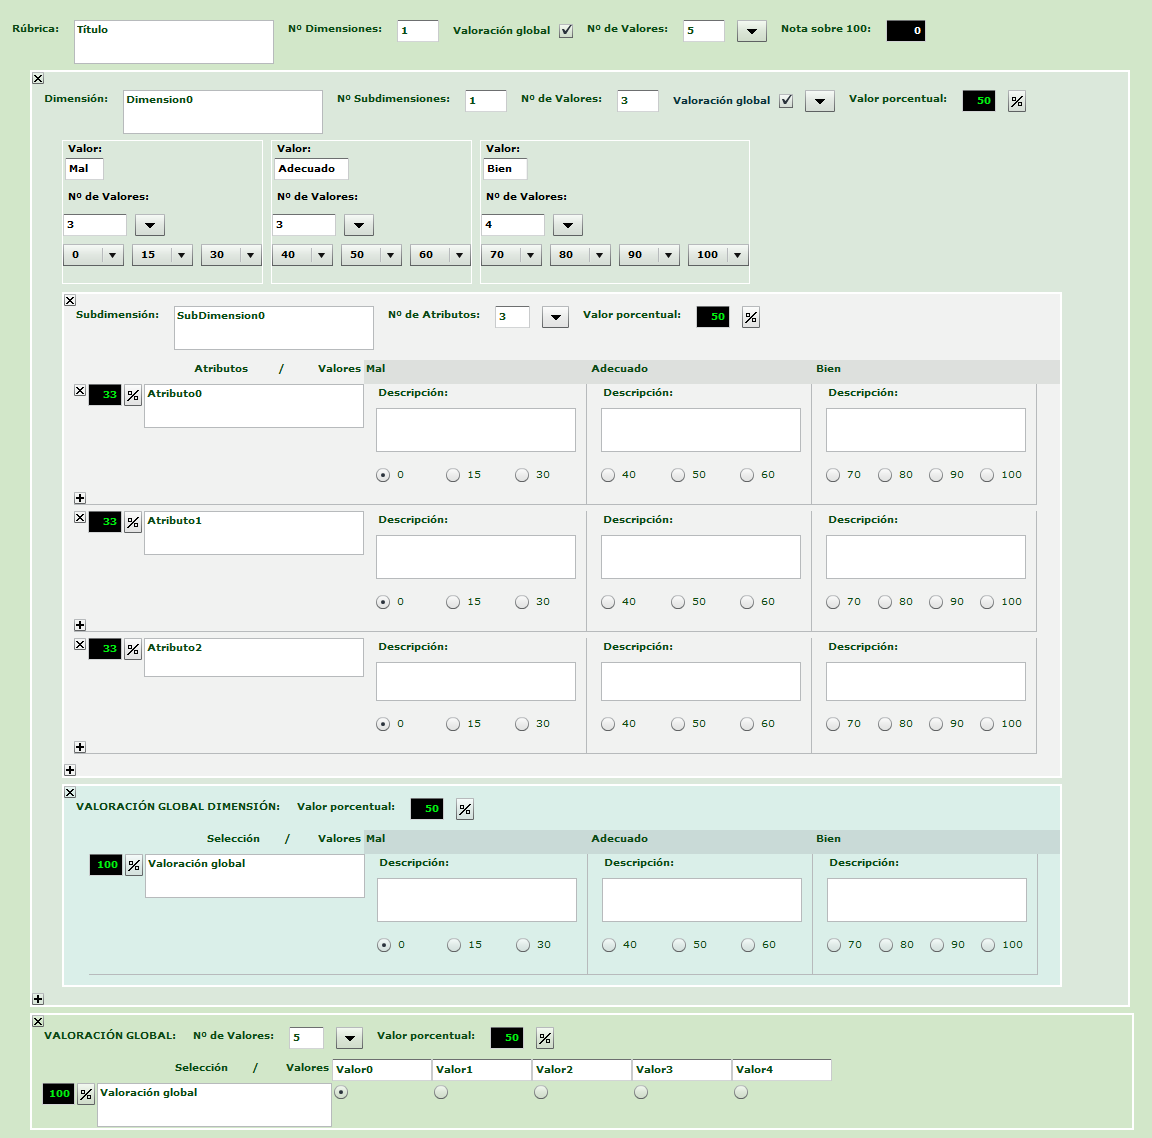 Rúbrica: Título Nº Dimensiones: 1 Valoración global Nº de Valores: 5 Nota sobre 100: 0
Dimensión: Dimension0 Nº Subdimensiones: 1 Nº de Valores: 3 Valoración global Valor porcentual: 50 %
Valor: Valor: Valor:
Mal Adecuado Bien
Nº de Valores: Nº de Valores: Nº de Valores:
3 3 4
0 15 30 40 50 60 70 80 90 100
Subdimensión: SubDimension0 Nº de Atributos: 3 Valor porcentual: 50 %
Atributos / Valores Mal Adecuado Bien
33 % Atributo0 Descripción: Descripción: Descripción:
0 15 30 40 50 60 70 80 90 100
33 % Atributo1 Descripción: Descripción: Descripción:
0 15 30 40 50 60 70 80 90 100
33 % Atributo2 Descripción: Descripción: Descripción:
0 15 30 40 50 60 70 80 90 100
VALORACIÓN GLOBAL DIMENSIÓN: Valor porcentual: 50 %
Selección / Valores Mal Adecuado Bien
100 % Valoración global Descripción: Descripción: Descripción:
0 15 30 40 50 60 70 80 90 100
VALORACIÓN GLOBAL: Nº de Valores: 5 Valor porcentual: 50 %
Selección / Valores Valor0 Valor1 Valor2 Valor3 Valor4
100 % Valoración global